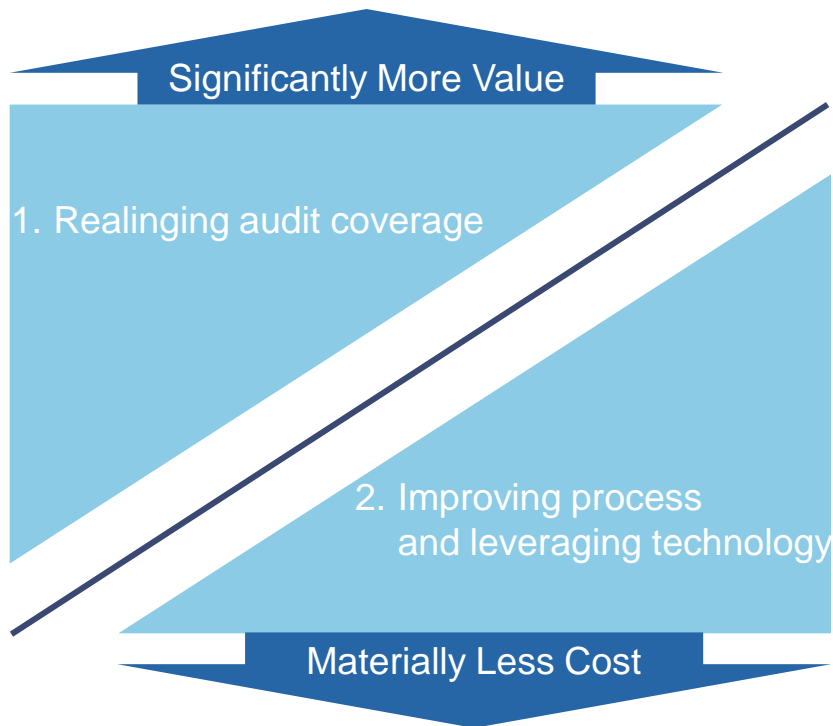 Significantly More Value
1. Realinging audit coverage
2. Improving process
and leveraging technology
Materially Less Cost